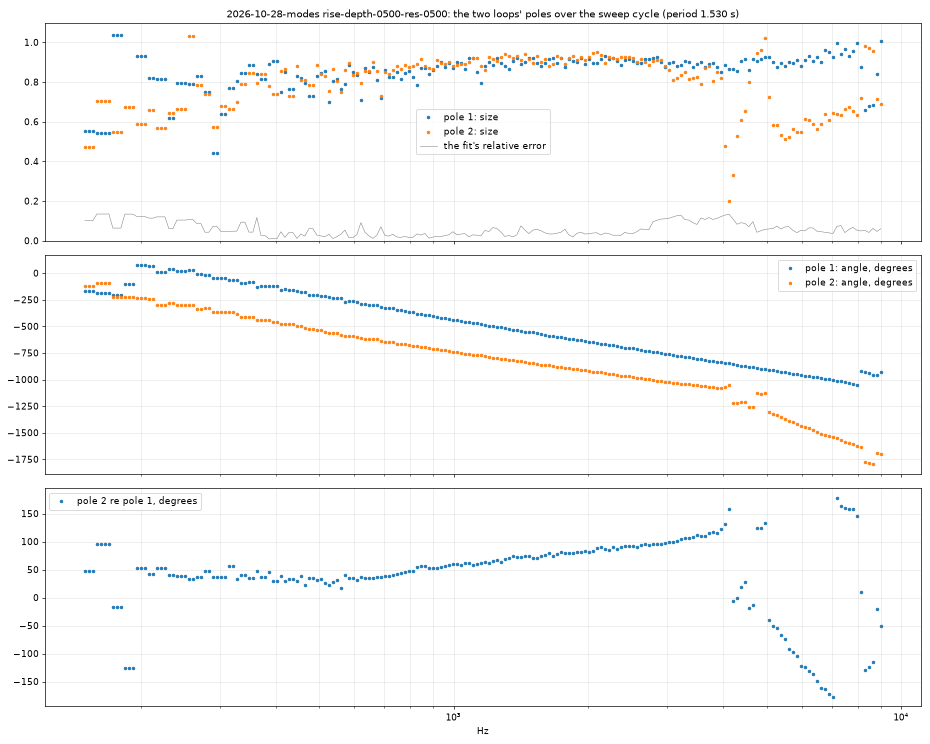 2026-10-28-modes rise-depth-0500-res-0500: the two loops' poles over the sweep cycle (period 1.530 s)
1.0
0.8
0.6
0.4
0.2
0.0
pole 1: size
pole 2: size
the fit's relative error
0
−250
−500
−750
−1000
−1250
−1500
−1750
pole 1: angle, degrees
pole 2: angle, degrees
150
100
50
0
−50
−100
−150
pole 2 re pole 1, degrees
10³
10⁴
Hz